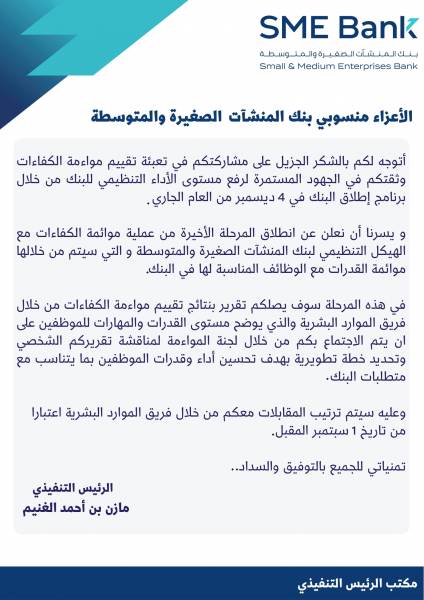 SME Bank
بنك المنشآت الصغيرة والمتوسطة
Small & Medium Enterprises Bank
الأعزاء منسوبي بنك المنشآت الصغيرة والمتوسطة
أتوجه لكم بالشكر الجزيل على مشاركتكم في تعبئة تقييم مواءمة الكفاءات
وثقتكم في الجهود المستمرة لرفع مستوى الأداء التنظيمي للبنك من خلال
برنامج إطلاق البنك في 4 ديسمبر من العام الجاري .
و يسرنا أن نعلن عن انطلاق المرحلة الأخيرة من عملية موائمة الكفاءات مع
الهيكل التنظيمي لبنك المنشآت الصغيرة والمتوسطة و التي سيتم من خلالها
موائمة القدرات مع الوظائف المناسبة لها في البنك.
في هذه المرحلة سوف يصلكم تقرير بنتائج تقييم مواءمة الكفاءات من خلال
فريق الموارد البشرية والذي يوضح مستوى القدرات والمهارات للموظفين على
ان يتم الاجتماع بكم من خلال لجنة المواءمة لمناقشة تقريركم الشخصي
وتحديد خطة تطويرية بهدف تحسين أداء وقدرات الموظفين بما يتناسب مع
متطلبات البنك.
وعليه سيتم ترتيب المقابلات معكم من خلال فريق الموارد البشرية اعتبارا
من تاريخ 1 سبتمبر المقبل.
تمنياتي للجميع بالتوفيق والسداد..
الرئيس التنفيذي
مازن بن أحمد الغنيم
مكتب الرئيس التنفيذي